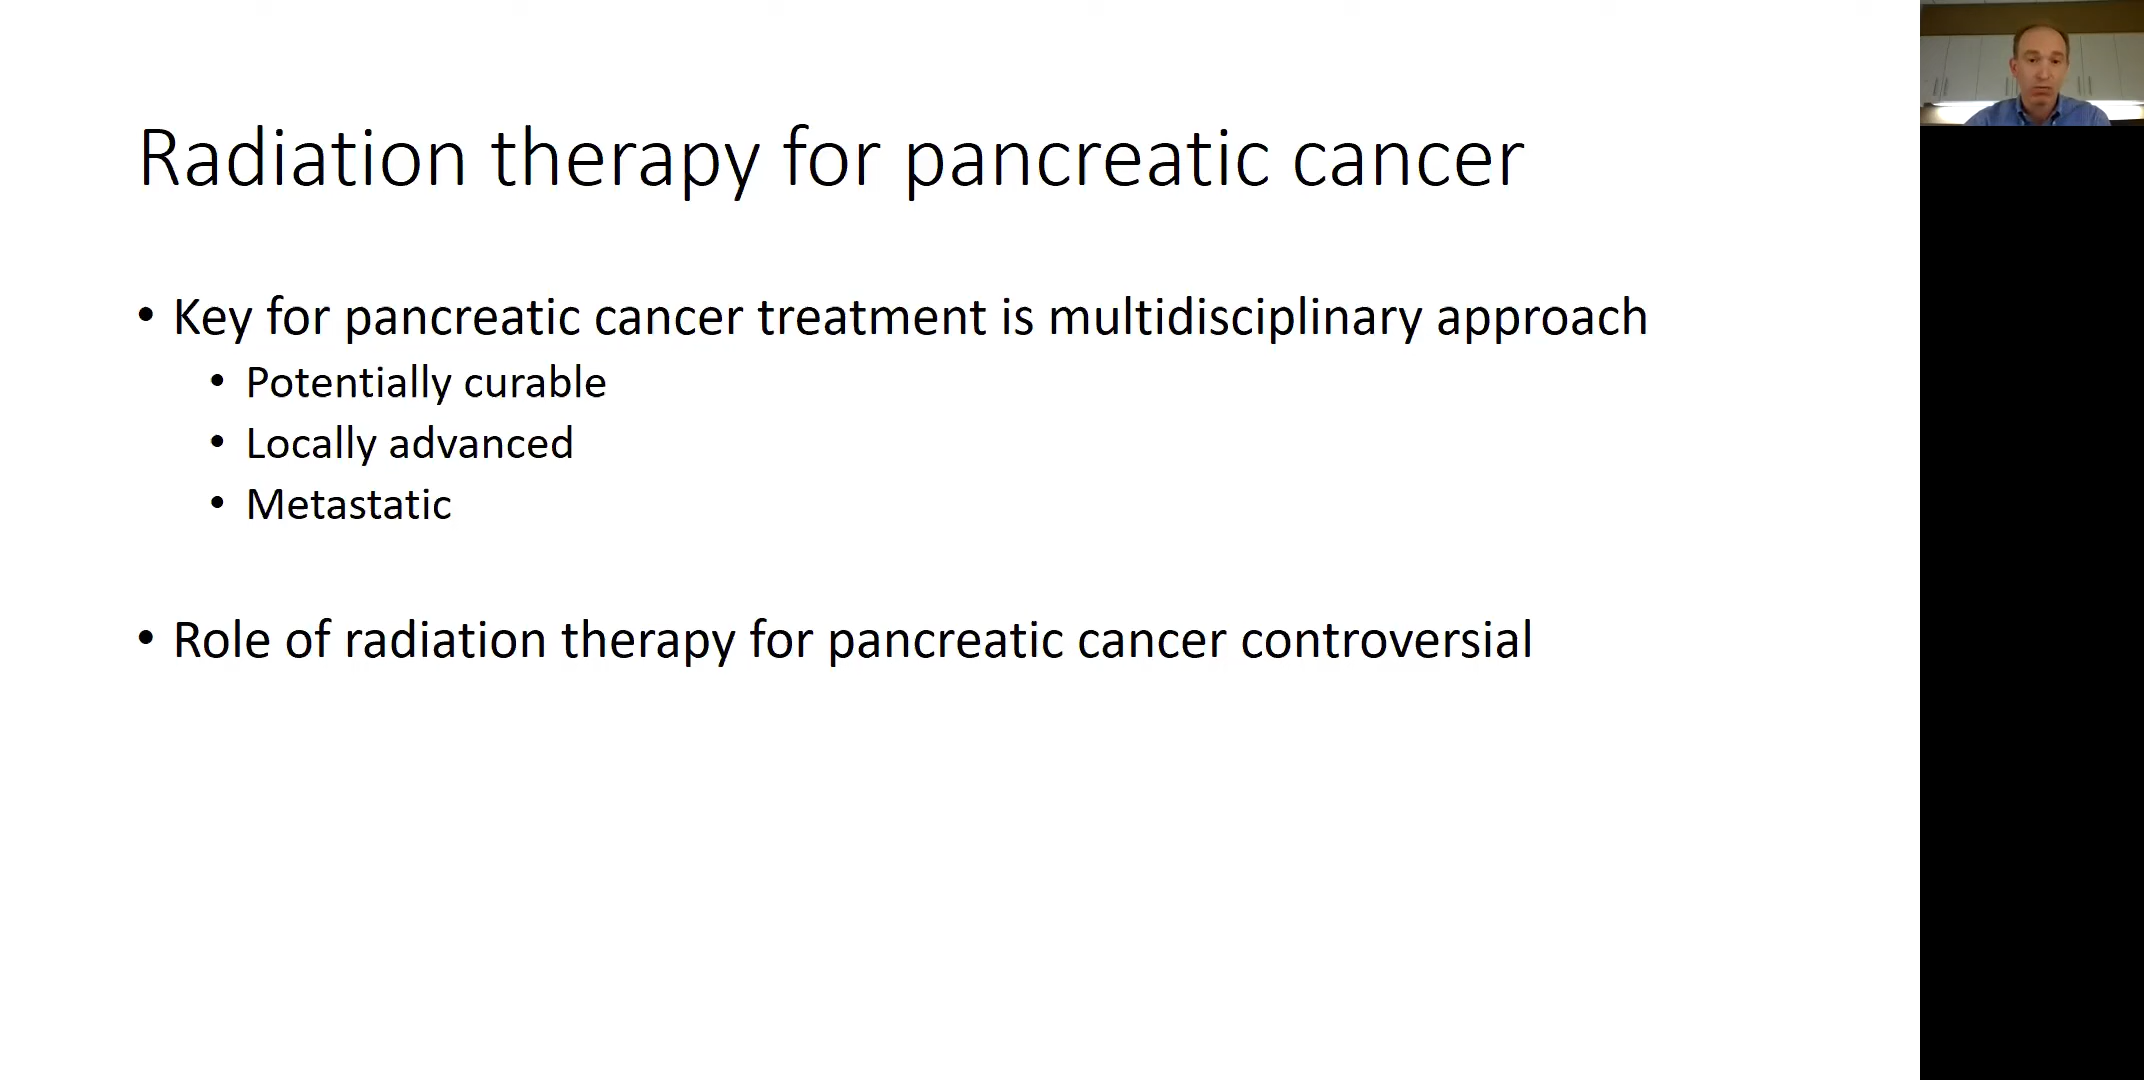 Radiation therapy for pancreatic cancer
• Key for pancreatic cancer treatment is multidisciplinary approach
• Potentially curable
• Locally advanced
• Metastatic
• Role of radiation therapy for pancreatic cancer controversial